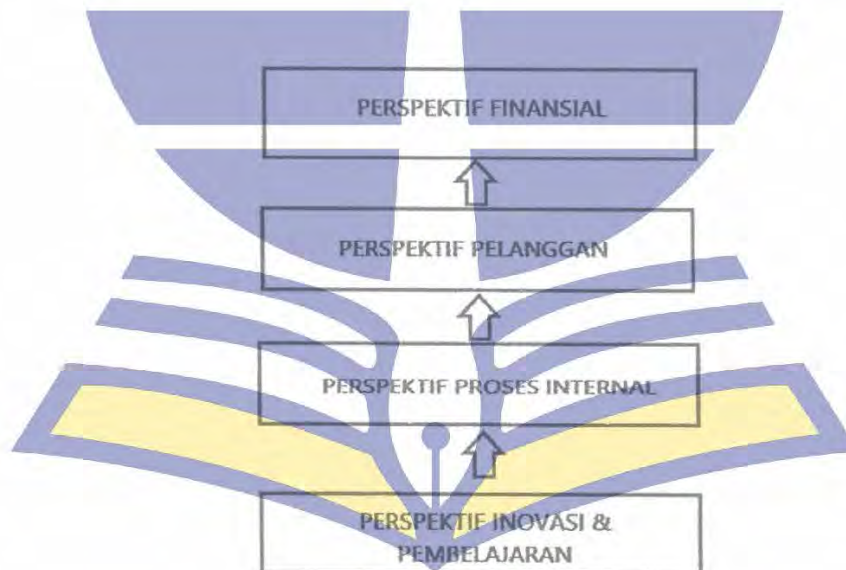 PERSPEKTIF FINANSIAL
PERSPEKTIF PELANGGAN
PERSPEKTIF PROSES INTERNAL
PERSPEKTIF INOVASI &
PEMBELAJARAN